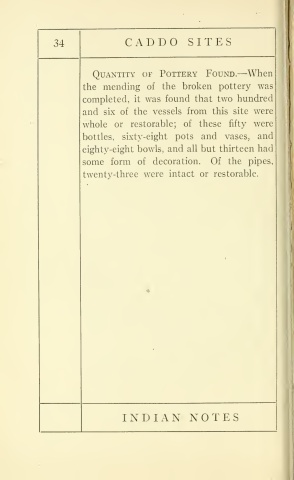 34
CADDO SITES
QUANTITY OF POTTERY FOUND.—When
the mending of the broken pottery was
completed, it was found that two hundred
and six of the vessels from this site were
whole or restorable; of these fifty were
bottles, sixty-eight pots and vases, and
eighty-eight bowls, and all but thirteen had
some form of decoration. Of the pipes,
twenty-three were intact or restorable.
INDIAN NOTES